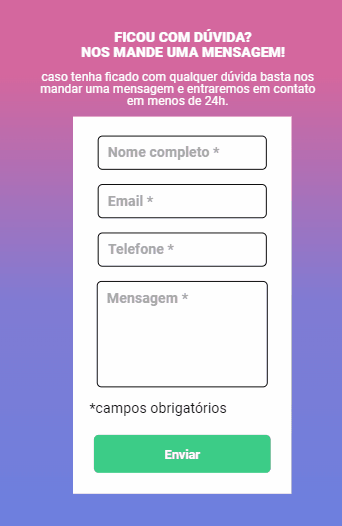 FICOU COM DÚVIDA?
NOS MANDE UMA MENSAGEM!
caso tenha ficado com qualquer dúvida basta nos
mandar uma mensagem e entraremos em contato
em menos de 24h.
Nome completo *
Email *
Telefone *
Mensagem *
*campos obrigatórios
Enviar